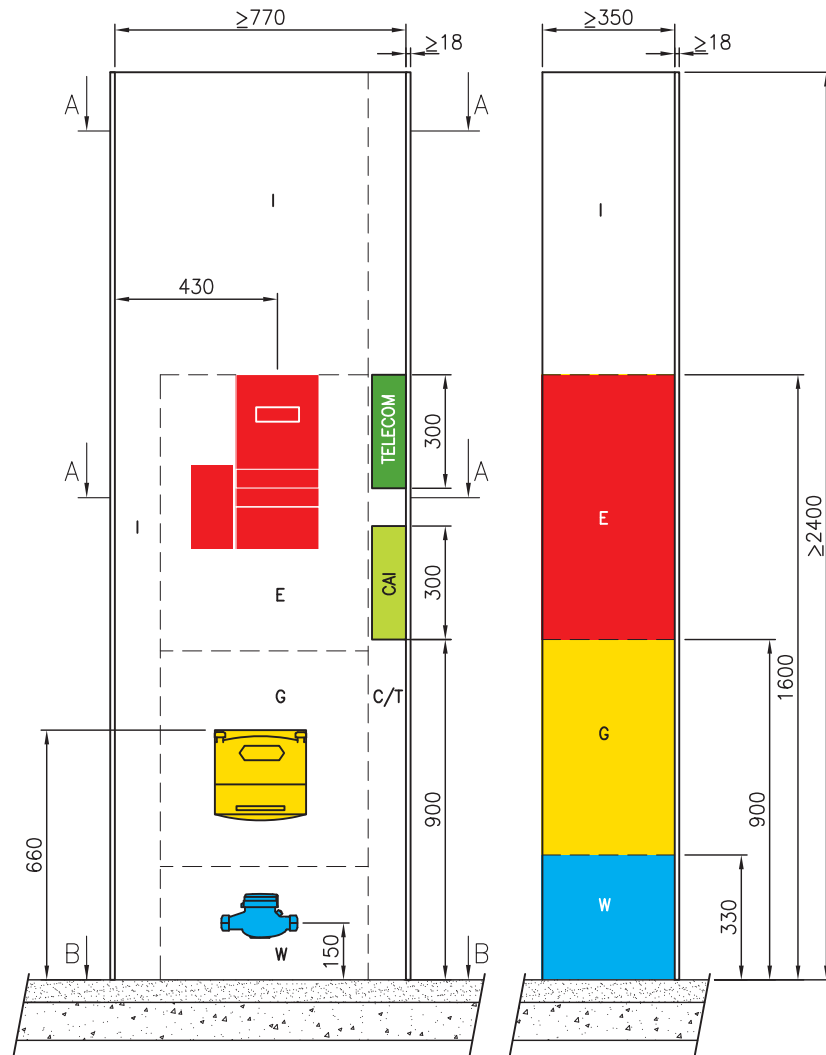 ≥770
≥18
≥350
≥18
A
A
I
I
430
TELECOM
300
≥2400
A
A
I
E
CAI
300
E
1600
G
C/T
G
900
900
660
W
330
W
150
B
B